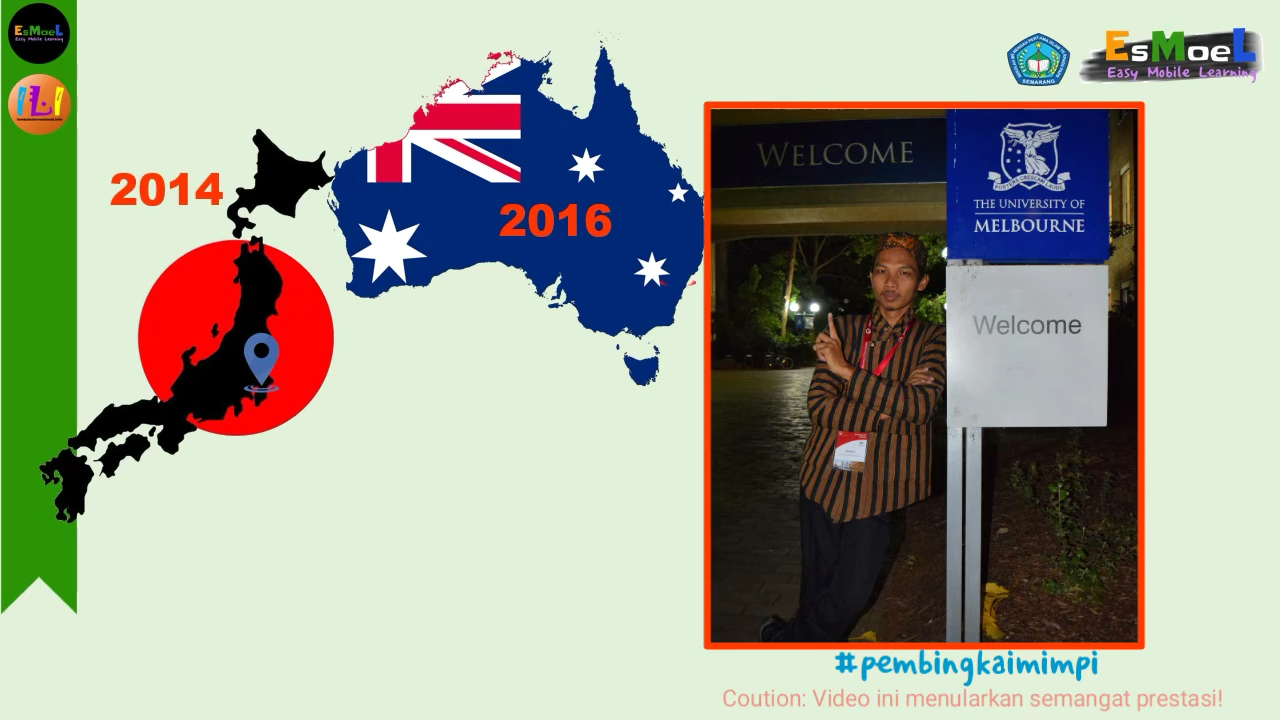 EsMoeL
Easy Mobile Learning
ILI
2014
2016
SEMARANG
EsMoeL
Easy Mobile Learning
WELCOME
THE UNIVERSITY OF
MELBOURNE
Welcome
#pembingkaimimpi
Coution: Video ini menularkan semangat prestasi!